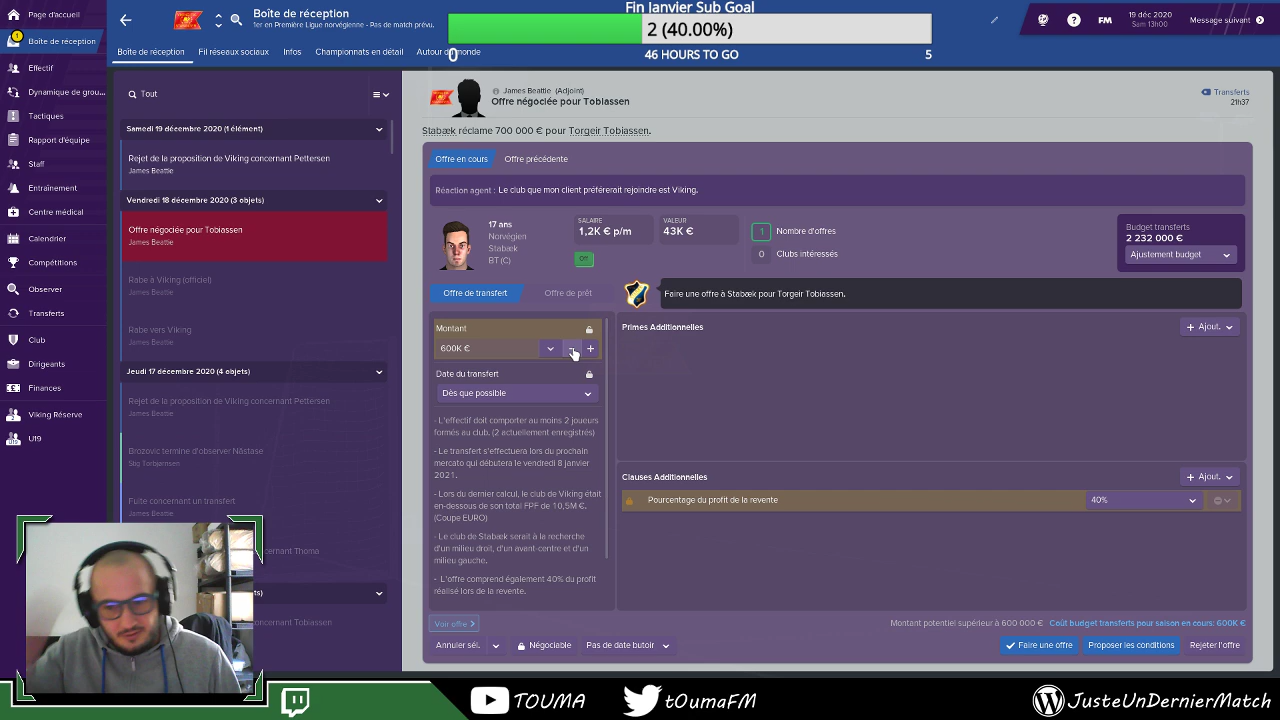 Page d'accueil
1
Boîte de réception
Effectif
Dynamique de grou...
Tactiques
Rapport d'équipe
Staff
Entraînement
Centre médical
Calendrier
Compétitions
Observer
Transferts
Club
Dirigeants
Finances
Viking Réserve
U19
Boîte de réception
1er en Première Ligue norvégienne - Pas de match prévu.
Boîte de réception
Fil réseaux sociaux
Infos
Championnats en détail
Autour du monde
Fin Janvier Sub Goal
2 (40.00%)
0
46 HOURS TO GO
5
FM
19 déc 2020
Sam 13h00
Message suivant
Tout
Samedi 19 décembre 2020 (1 élément)
Rejet de la proposition de Viking concernant Pettersen
James Beattie
Vendredi 18 décembre 2020 (3 objets)
Offre négociée pour Tobiassen
James Beattie
Rabe à Viking (officiel)
James Beattie
Rabe vers Viking
James Beattie
Jeudi 17 décembre 2020 (4 objets)
Rejet de la proposition de Viking concernant Pettersen
James Beattie
Brozovic termine d'observer Năstase
Stig Torbjørnsen
Fuite concernant un transfert
James Beattie
cernant Thoma
ts)
cernant Tobiassen
James Beattie (Adjoint)
Offre négociée pour Tobiassen
Transferts
21h37
Stabæk réclame 700 000 € pour Torgeir Tobiassen.
Offre en cours
Offre précédente
Réaction agent : Le club que mon client préférerait rejoindre est Viking.
17 ans
Norvégien
Stabæk
BT (C)
SALAIRE
1,2K € p/m
VALEUR
43K €
Off
1 Nombre d'offres
0 Clubs intéressés
Budget transferts
2 232 000 €
Ajustement budget
Offre de transfert
Offre de prêt
Faire une offre à Stabæk pour Torgeir Tobiassen.
Montant
600K €
Date du transfert
Dès que possible
- L'effectif doit comporter au moins 2 joueurs
formés au club. (2 actuellement enregistrés)
- Le transfert s'effectuera lors du prochain
mercato qui débutera le vendredi 8 janvier
2021.
- Lors du dernier calcul, le club de Viking était
en-dessous de son total FPF de 10,5M €.
(Coupe EURO)
- Le club de Stabæk serait à la recherche
d'un milieu droit, d'un avant-centre et d'un
milieu gauche.
- L'offre comprend également 40% du profit
réalisé lors de la revente.
Primes Additionnelles
Ajout.
Clauses Additionnelles
Ajout.
Pourcentage du profit de la revente
40%
Voir offre
Montant potentiel supérieur à 600 000 €
Coût budget transferts pour saison en cours: 600K €
Annuler sél.
Négociable
Pas de date butoir
Faire une offre
Proposer les conditions
Rejeter l'offre
TOUMA
tOumaFM
JusteUnDernierMatch